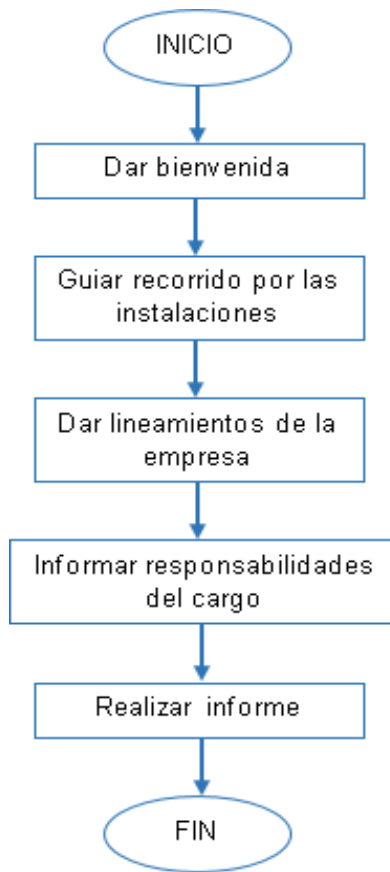 INICIO
Dar bienvenida
Guiar recorrido por las
instalaciones
Dar lineamientos de la
empresa
Informar responsabilidades
del cargo
Realizar informe
FIN